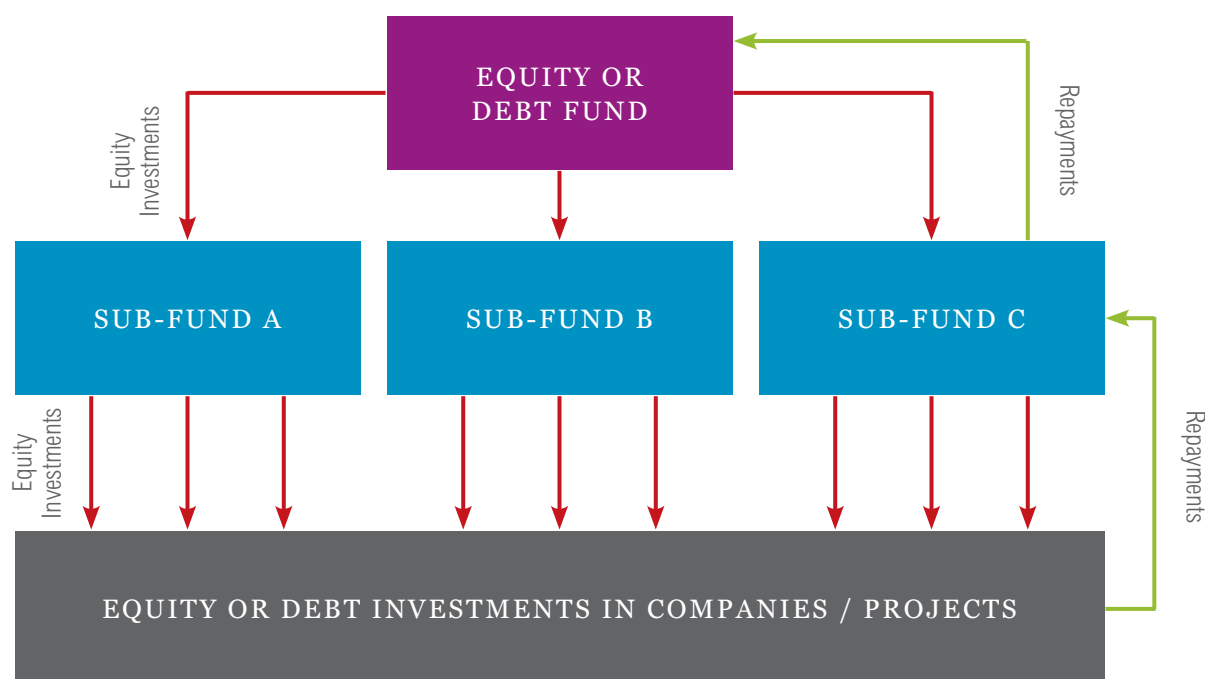 EQUITY OR
DEBT FUND
Equity
Investments
Repayments
SUB-FUND A
SUB-FUND B
SUB-FUND C
Equity
Investments
Repayments
EQUITY OR DEBT INVESTMENTS IN COMPANIES / PROJECTS